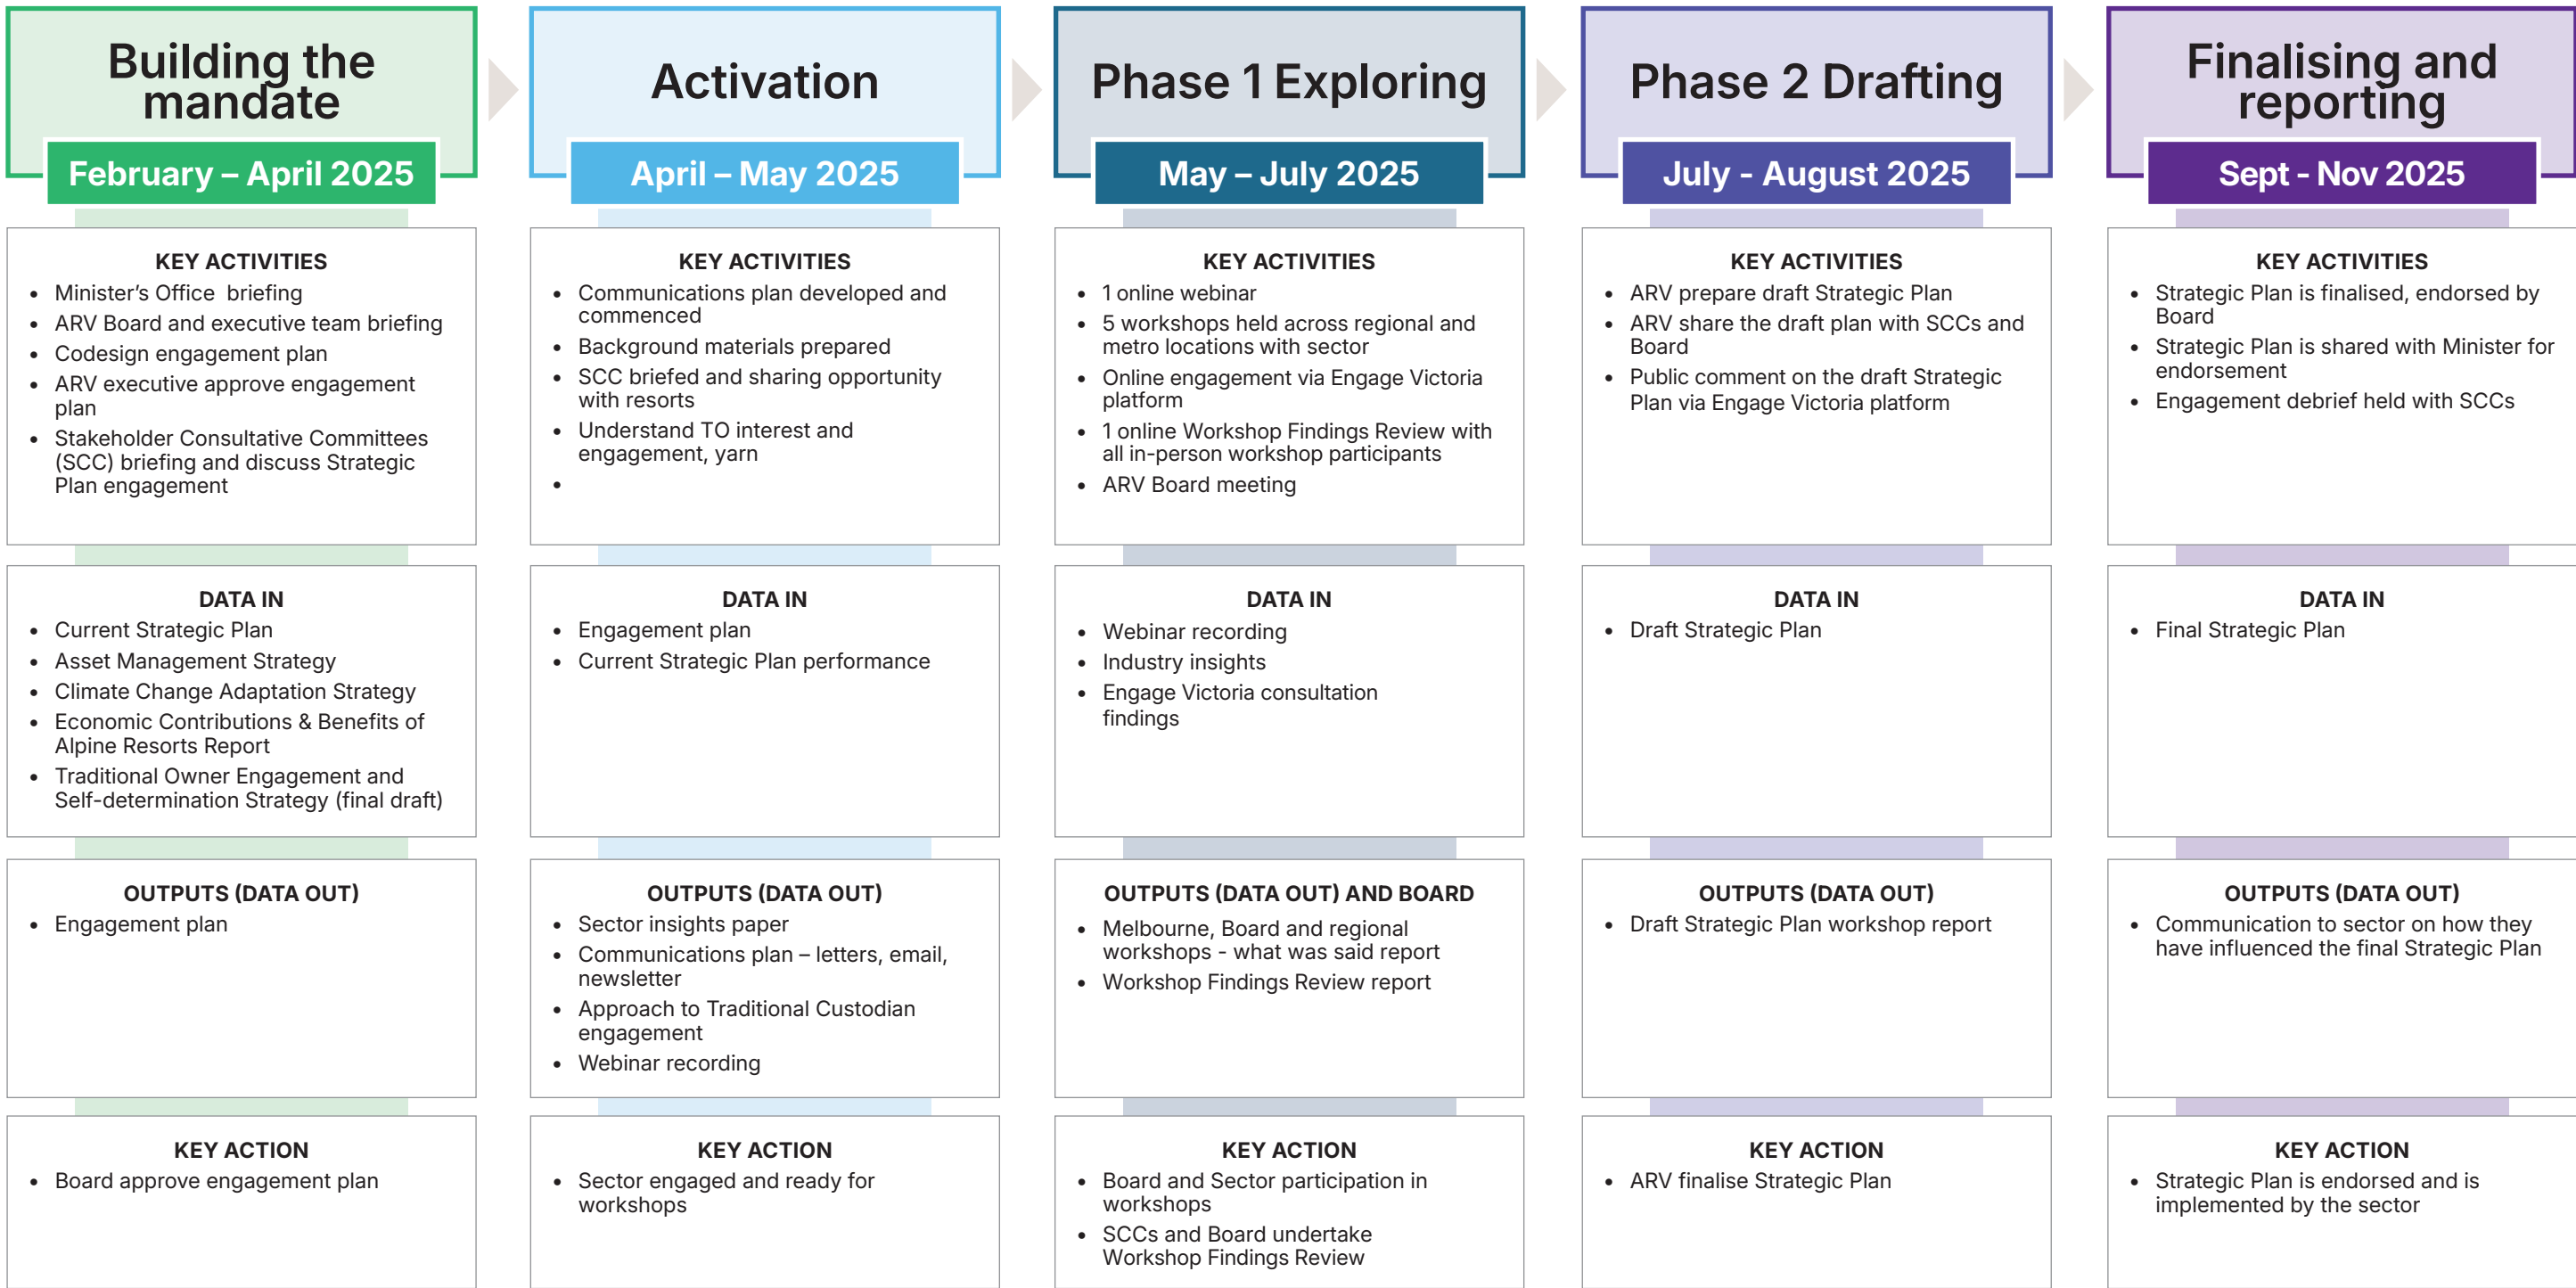 Building the
mandate
February – April 2025
KEY ACTIVITIES
• Minister’s Office  briefing
• ARV Board and executive team briefing
• Codesign engagement plan
• ARV executive approve engagement
plan
• Stakeholder Consultative Committees
(SCC) briefing and discuss Strategic
Plan engagement
DATA IN
• Current Strategic Plan
• Asset Management Strategy
• Climate Change Adaptation Strategy
• Economic Contributions & Benefits of
Alpine Resorts Report
• Traditional Owner Engagement and
Self-determination Strategy (final draft)
OUTPUTS (DATA OUT)
• Engagement plan
KEY ACTION
• Board approve engagement plan
Activation
April – May 2025
KEY ACTIVITIES
• Communications plan developed and
commenced
• Background materials prepared
• SCC briefed and sharing opportunity
with resorts
• Understand TO interest and
engagement, yarn
•
DATA IN
• Engagement plan
• Current Strategic Plan performance
OUTPUTS (DATA OUT)
• Sector insights paper
• Communications plan – letters, email,
newsletter
• Approach to Traditional Custodian
engagement
• Webinar recording
KEY ACTION
• Sector engaged and ready for
workshops
Phase 1 Exploring
May – July 2025
KEY ACTIVITIES
• 1 online webinar
• 5 workshops held across regional and
metro locations with sector
• Online engagement via Engage Victoria
platform
• 1 online Workshop Findings Review with
all in-person workshop participants
• ARV Board meeting
DATA IN
• Webinar recording
• Industry insights
• Engage Victoria consultation
findings
OUTPUTS (DATA OUT) AND BOARD
• Melbourne, Board and regional
workshops - what was said report
• Workshop Findings Review report
KEY ACTION
• Board and Sector participation in
workshops
• SCCs and Board undertake
Workshop Findings Review
Phase 2 Drafting
July - August 2025
KEY ACTIVITIES
• ARV prepare draft Strategic Plan
• ARV share the draft plan with SCCs and
Board
• Public comment on the draft Strategic
Plan via Engage Victoria platform
DATA IN
• Draft Strategic Plan
OUTPUTS (DATA OUT)
• Draft Strategic Plan workshop report
KEY ACTION
• ARV finalise Strategic Plan
Finalising and
reporting
Sept - Nov 2025
KEY ACTIVITIES
• Strategic Plan is finalised, endorsed by
Board
• Strategic Plan is shared with Minister for
endorsement
• Engagement debrief held with SCCs
DATA IN
• Final Strategic Plan
OUTPUTS (DATA OUT)
• Communication to sector on how they
have influenced the final Strategic Plan
KEY ACTION
• Strategic Plan is endorsed and is
implemented by the sector